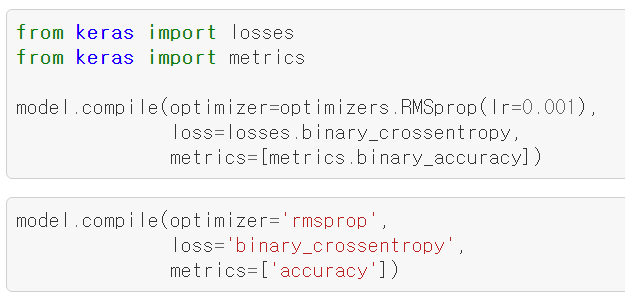 from keras import losses
from keras import metrics
model.compile(optimizer=optimizers.RMSprop(lr=0.001),
loss=losses.binary_crossentropy,
metrics=[metrics.binary_accuracy])
model.compile(optimizer='rmsprop',
loss='binary_crossentropy',
metrics=['accuracy'])